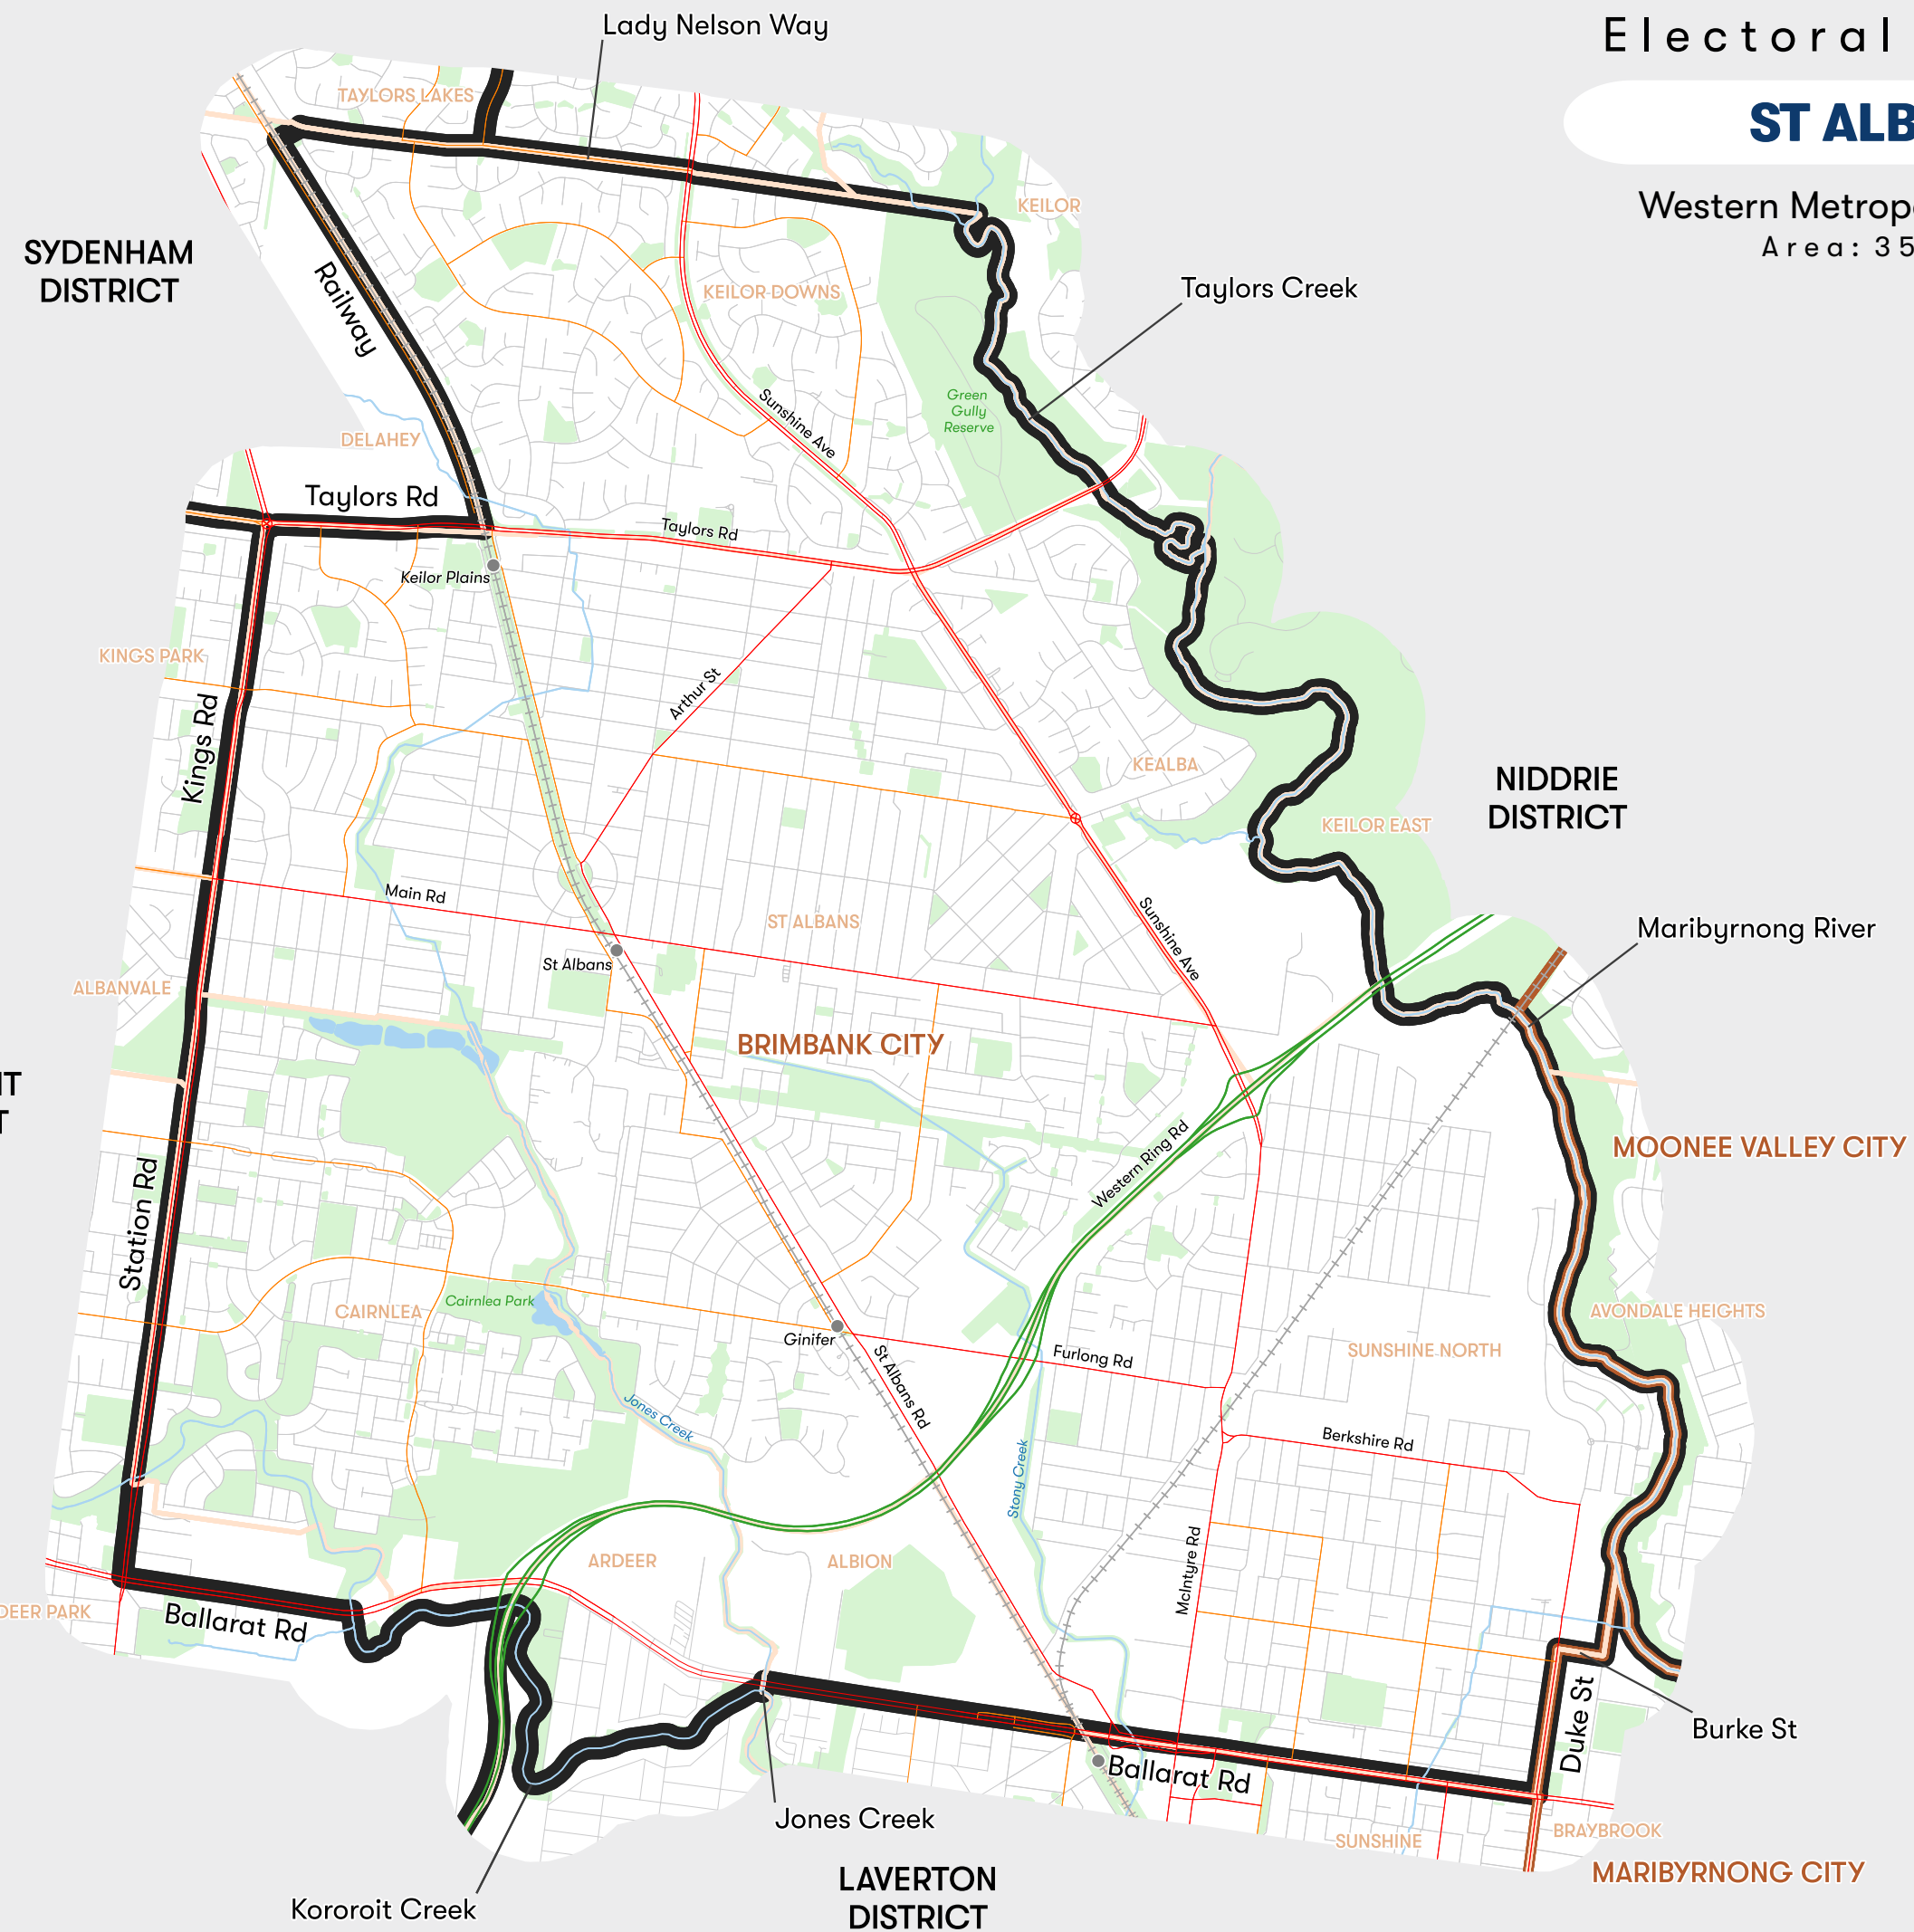 Lady Nelson Way
Electoral
ST ALB
Western Metrop
Area: 35
TAYLORS LAKES
KEILOR
SYDENHAM
DISTRICT
Railway
KEILOR DOWNS
Taylors Creek
Green
Gully
Reserve
Sunshine Ave
DELAHEY
Taylors Rd
Taylors Rd
Keilor Plains
KINGS PARK
Kings Rd
Arthur St
KEALBA
NIDDRIE
DISTRICT
KEILOR EAST
Main Rd
ST ALBANS
Sunshine Ave
Maribyrnong River
St Albans
ALBANVALE
BRIMBANK CITY
IT
T
Western Ring Rd
MOONEE VALLEY CITY
Station Rd
CAIRNLEA
Cairnlea Park
AVONDALE HEIGHTS
Ginifer
St Albans Rd
Furlong Rd
SUNSHINE NORTH
Jones Creek
Stony Creek
Berkshire Rd
McIntyre Rd
ARDEER
ALBION
DEER PARK
Ballarat Rd
Duke St
Burke St
Ballarat Rd
Jones Creek
SUNSHINE
BRAYBROOK
MARIBYRNONG CITY
LAVERTON
DISTRICT
Kororoit Creek